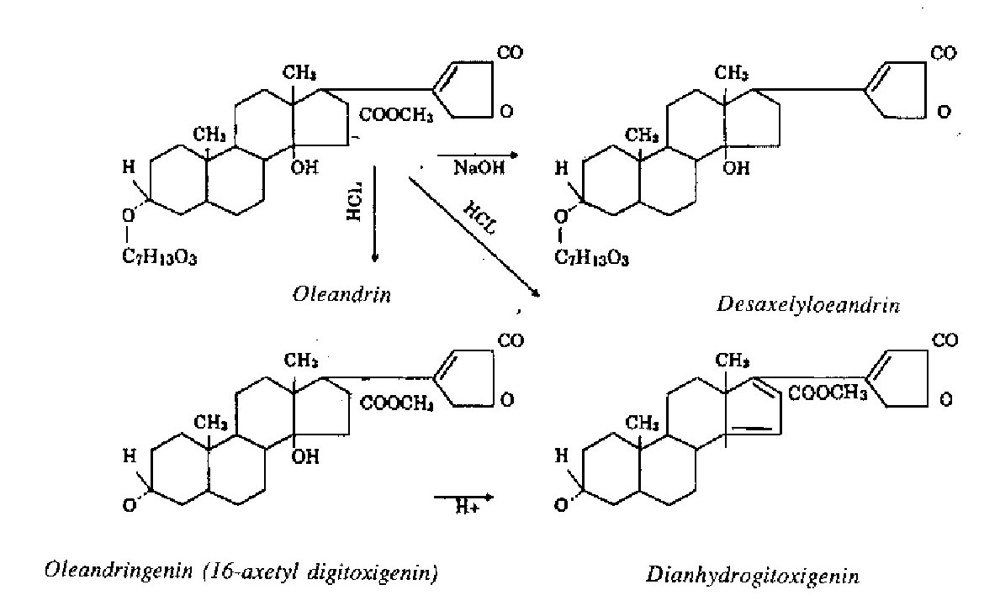 CO
CH₃
COOCH₃
O
CH₃
H
OH
O
C₇H₁₃O₃
HCL
HCL
NaOH
CO
CH₃
O
CH₃
H
OH
O
C₇H₁₃O₃
Oleandrin
Desaxelyloeandrin
CO
CH₃
COOCH₃
O
CH₃
H
OH
O
H+
CO
CH₃
COOCH₃
O
CH₃
H
O
Oleandringenin (16-axetyl digitoxigenin)
Dianhydrogitoxigenin